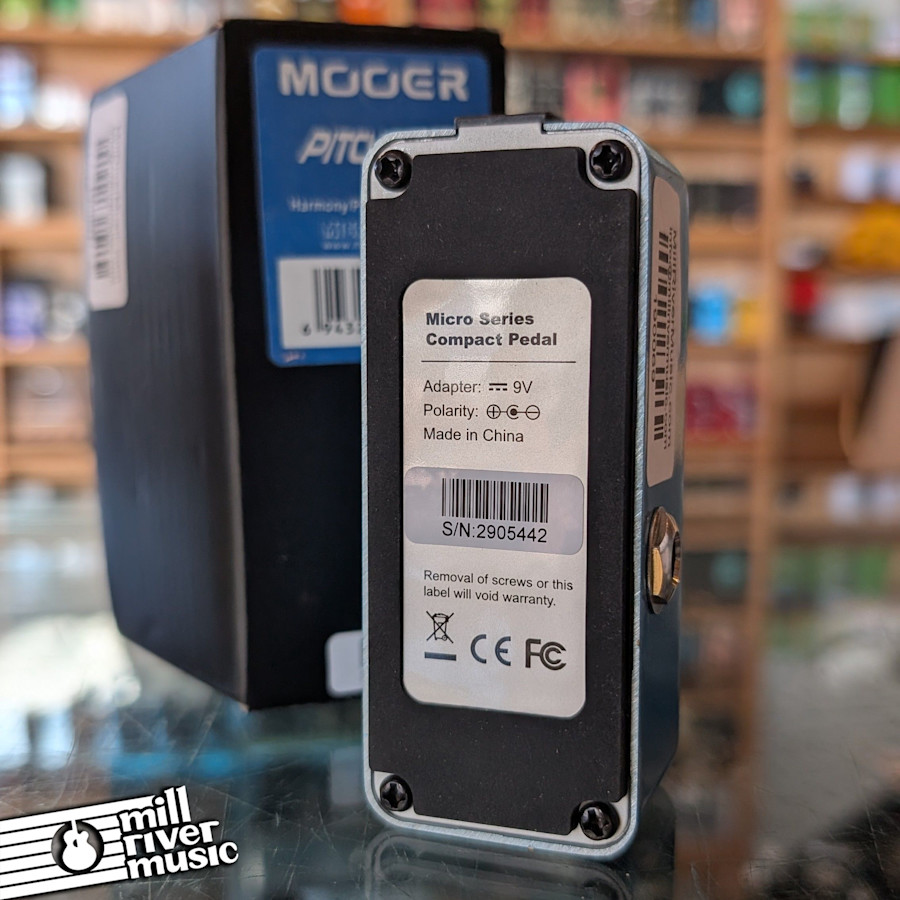 MOOER
Micro Series
Compact Pedal
Adapter: 9V
Polarity:
Made in China
S/N:2905442
Removal of screws or this
label will void warranty.
CE FC
mill
river
music